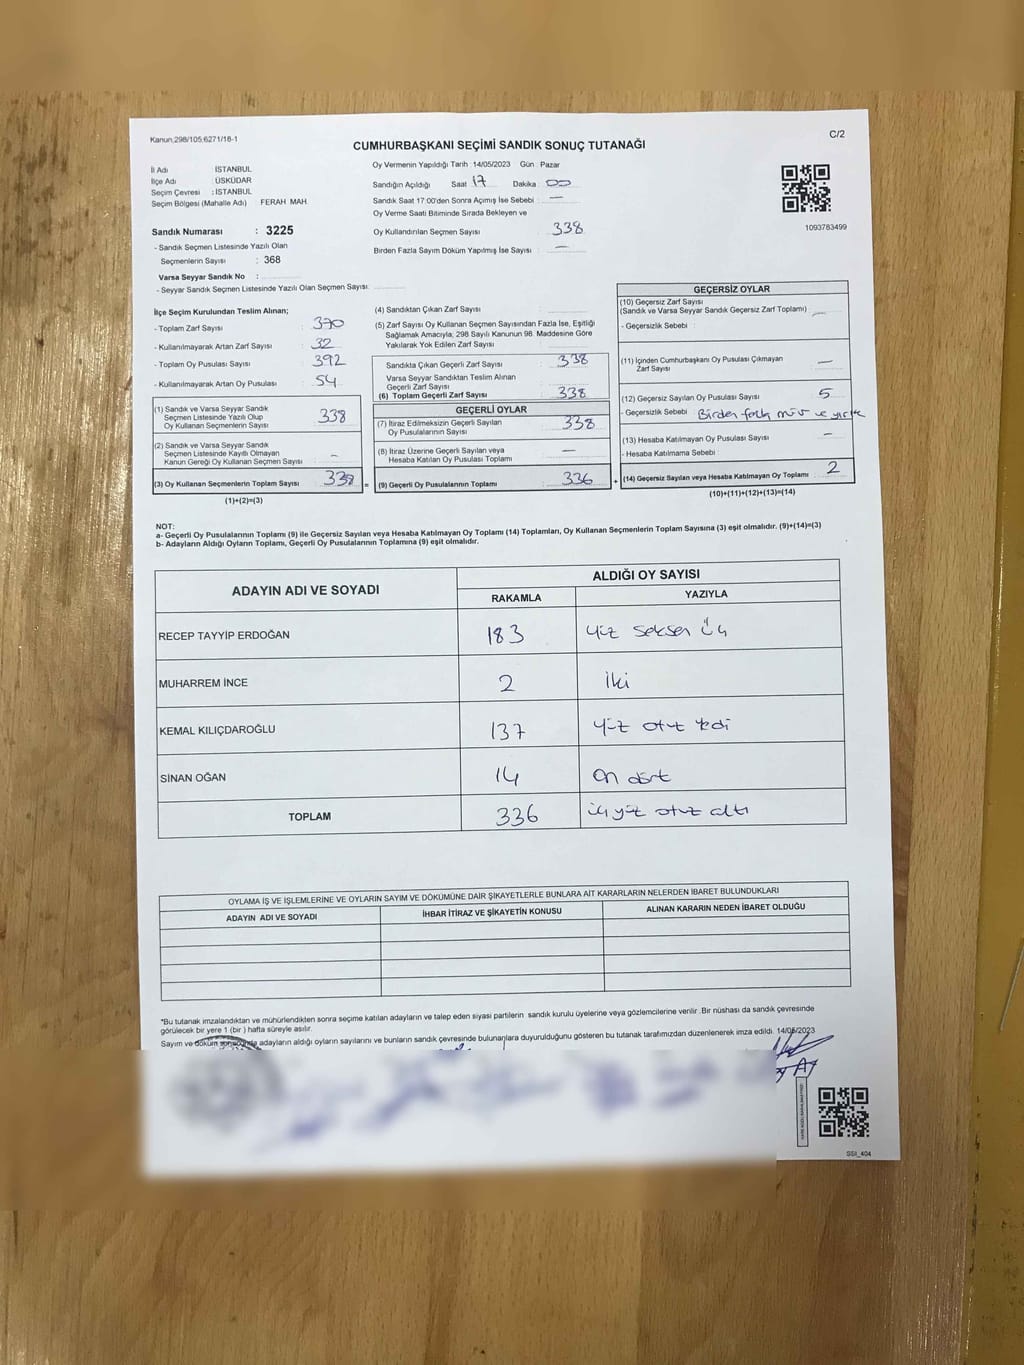 Kanun 298/105,6271/16-1
C/2
CUMHURBAŞKANI SEÇİMİ SANDIK SONUÇ TUTANAĞI
İl Adı : İSTANBUL
İlçe Adı : ÜSKÜDAR
Seçim Çevresi : İSTANBUL
Seçim Bölgesi (Mahalle Adı) : FERAH MAH.
Sandık Numarası : 3225
- Sandık Seçmen Listesinde Yazılı Olan
Seçmenlerin Sayısı : 368
Varsa Seyyar Sandık No :
- Seyyar Sandık Seçmen Listesinde Yazılı Olan Seçmen Sayısı:
Oy Vermenin Yapıldığı Tarih : 14/05/2023 Gün : Pazar
Sandığın Açıldığı Saat : 17 Dakika : 00
Sandık Saat 17.00'den Sonra Açımış İse Sebebi : —
Oy Verme Saati Bitiminde Sırada Bekleyen ve
Oy Kullandırılan Seçmen Sayısı : 338
Birden Fazla Sayım Döküm Yapılmış İse Sayısı : —
1093783499
İlçe Seçim Kurulundan Teslim Alınan;
- Toplam Zarf Sayısı : 370
- Kullanılmayarak Artan Zarf Sayısı : 32
- Toplam Oy Pusulası Sayısı : 392
- Kullanılmayarak Artan Oy Pusulası : 54
(1) Sandık ve Varsa Seyyar Sandık
Seçmen Listesinde Yazılı Olup
Oy Kullanan Seçmenlerin Sayısı : 338
(2) Sandık ve Varsa Seyyar Sandık
Seçmen Listesinde Kayıtlı Olmayan
Kanun Gereği Oy Kullanan Seçmen Sayısı : -
(3) Oy Kullanan Seçmenlerin Toplam Sayısı : 338
(1)+(2)=(3)
(4) Sandıktan Çıkan Zarf Sayısı :
(5) Zarf Sayısı Oy Kullanan Seçmen Sayısından Fazla İse, Eşitliği
Sağlamak Amacıyla; 298 Sayılı Kanunun 98. Maddesine Göre
Yakılarak Yok Edilen Zarf Sayısı :
Sandıkta Çıkan Geçerli Zarf Sayısı : 338
Varsa Seyyar Sandıktan Teslim Alınan
Geçerli Zarf Sayısı :
(6) Toplam Geçerli Zarf Sayısı : 338
GEÇERLİ OYLAR
(7) İtiraz Edilmeksizin Geçerli Sayılan
Oy Pusulalarının Sayısı : 338
(8) İtiraz Üzerine Geçerli Sayılan veya
Hesaba Katılan Oy Pusulası Toplamı : —
(9) Geçerli Oy Pusulalarının Toplamı : 336
GEÇERSİZ OYLAR
(10) Geçersiz Zarf Sayısı
(Sandık ve Varsa Seyyar Sandık Geçersiz Zarf Toplamı) : —
- Geçersizlik Sebebi :
(11) İçinden Cumhurbaşkanı Oy Pusulası Çıkmayan
Zarf Sayısı : —
(12) Geçersiz Sayılan Oy Pusulası Sayısı : 5
- Geçersizlik Sebebi : Birden fazla ve
(13) Hesaba Katılmayan Oy Pusulası Sayısı : -
- Hesaba Katılmama Sebebi :
(14) Geçersiz Sayılan veya Hesaba Katılmayan Oy Toplamı : 2
(10)+(11)+(12)+(13)=(14)
NOT:
a- Geçerli Oy Pusulalarının Toplamı (9) ile Geçersiz Sayılan veya Hesaba Katılmayan Oy Toplamı (14) Toplamları, Oy Kullanan Seçmenlerin Toplam Sayısına (3) eşit olmalıdır. (9)+(14)=(3)
b- Adayların Aldığı Oyların Toplamı, Geçerli Oy Pusulalarının Toplamına (9) eşit olmalıdır.
ADAYIN ADI VE SOYADI
ALDIĞI OY SAYISI
RAKAMLA YAZIYLA
RECEP TAYYİP ERDOĞAN 183 Yüz seksen üç
MUHARREM İNCE 2 iki
KEMAL KILIÇDAROĞLU 137 yüz otuz yedi
SİNAN OĞAN 14 On dört
TOPLAM 336 üç yüz otuz altı
OYLAMA İŞ VE İŞLEMLERİNE VE OYLARIN SAYIM VE DÖKÜMÜNE DAİR ŞİKAYETLERLE BUNLARA AİT KARARLARIN NELERDEN İBARET BULUNDUKLARI
ADAYIN ADI VE SOYADI İHBAR İTİRAZ VE ŞİKAYETİN KONUSU ALINAN KARARIN NEDEN İBARET OLDUĞU
*Bu tutanak imzalandıktan ve mühürlendikten sonra seçime katılan adayların ve talep eden siyasi partilerin sandık kurulu üyelerine veya gözlemcilerine verilir .Bir nüshası da sandık çevresinde
görülecek bir yere 1 (bir ) hafta süreyle asılır.
Sayım ve döküm sonucunda adayların aldığı oyların sayılarını ve bunların sandık çevresinde bulunanlara duyurulduğunu gösteren bu tutanak tarafımızdan düzenlenerek imza edildi. 14/05/2023
SSI_404